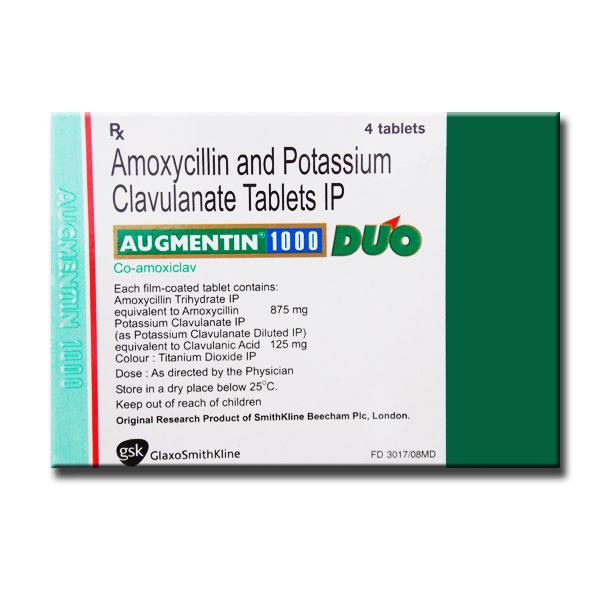 AUGMENTIN 1000
Rx
4 tablets
Amoxycillin and Potassium
Clavulanate Tablets IP
AUGMENTIN® 1000 DUO
Co-amoxiclav
Each film-coated tablet contains:
Amoxycillin Trihydrate IP
equivalent to Amoxycillin 875 mg
Potassium Clavulanate IP
(as Potassium Clavulanate Diluted IP)
equivalent to Clavulanic Acid 125 mg
Colour : Titanium Dioxide IP
Dose : As directed by the Physician
Store in a dry place below 25°C.
Keep out of reach of children
Original Research Product of SmithKline Beecham Plc, London.
gsk GlaxoSmithKline
FD 3017/08MD